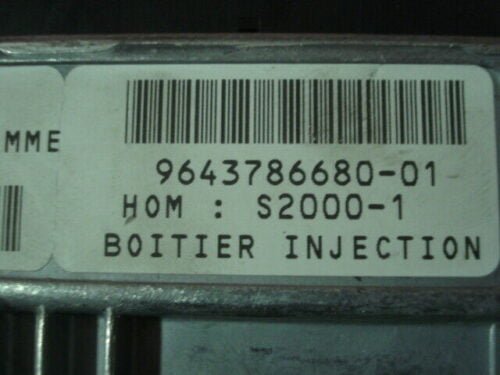 MME
9643786680-01
HOM : S2000-1
BOITIER INJECTION